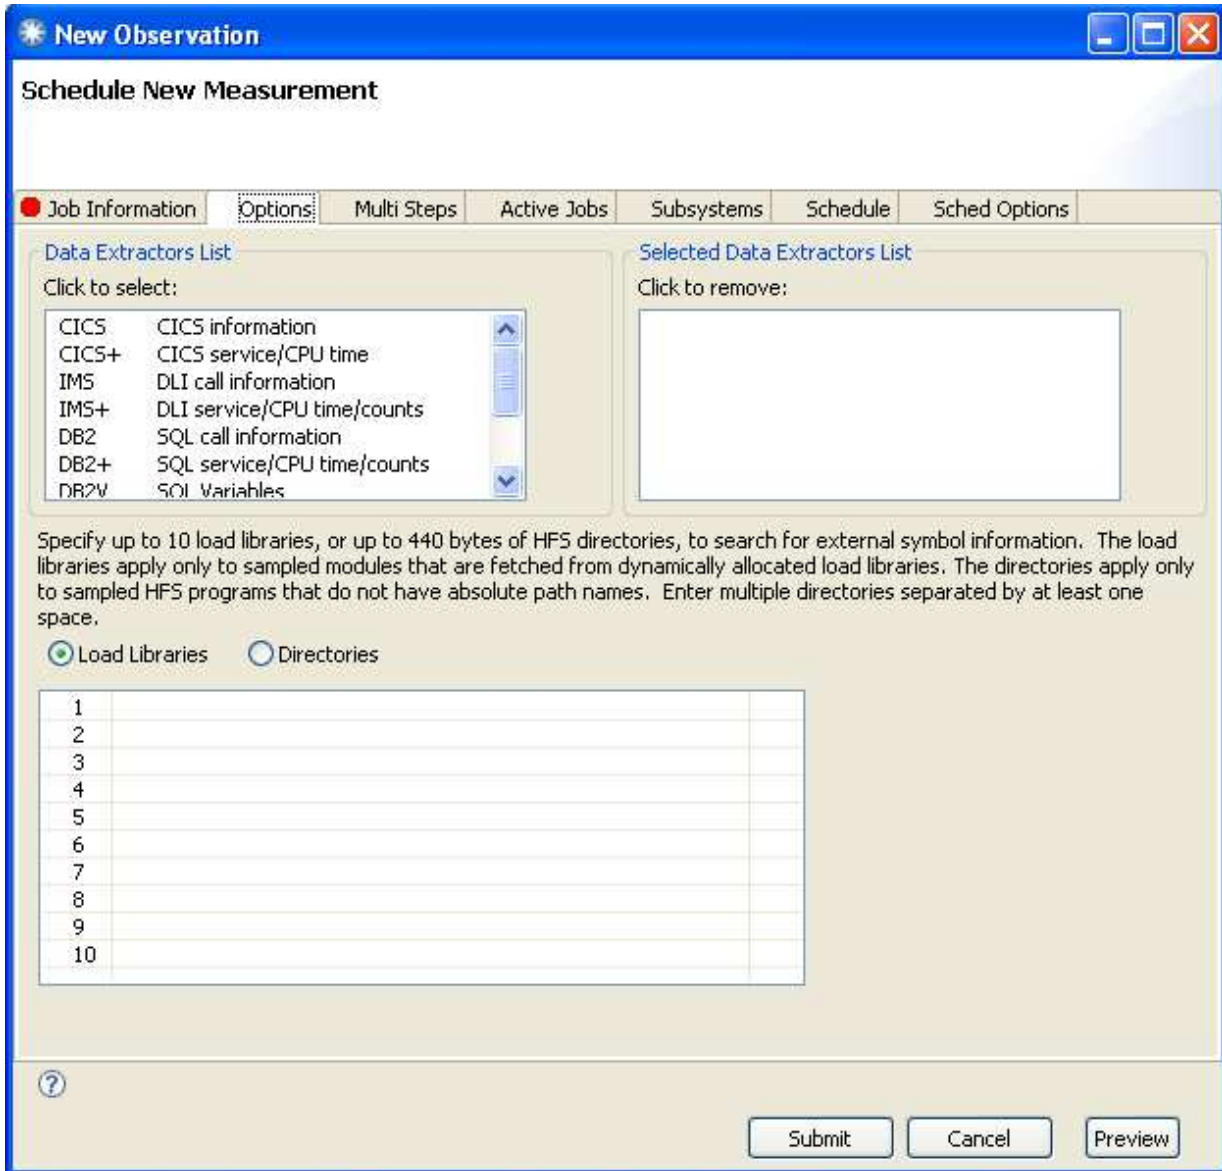 New Observation
Schedule New Measurement
Job Information Options Multi Steps Active Jobs Subsystems Schedule Sched Options
Data Extractors List
Click to select:
CICS CICS information
CICS+ CICS service/CPU time
IMS DLI call information
IMS+ DLI service/CPU time/counts
DB2 SQL call information
DB2+ SQL service/CPU time/counts
DB2V SQL Variables
Selected Data Extractors List
Click to remove:
Specify up to 10 load libraries, or up to 440 bytes of HFS directories, to search for external symbol information. The load
libraries apply only to sampled modules that are fetched from dynamically allocated load libraries. The directories apply only
to sampled HFS programs that do not have absolute path names. Enter multiple directories separated by at least one
space.
Load Libraries Directories
1
2
3
4
5
6
7
8
9
10
?
Submit Cancel Preview